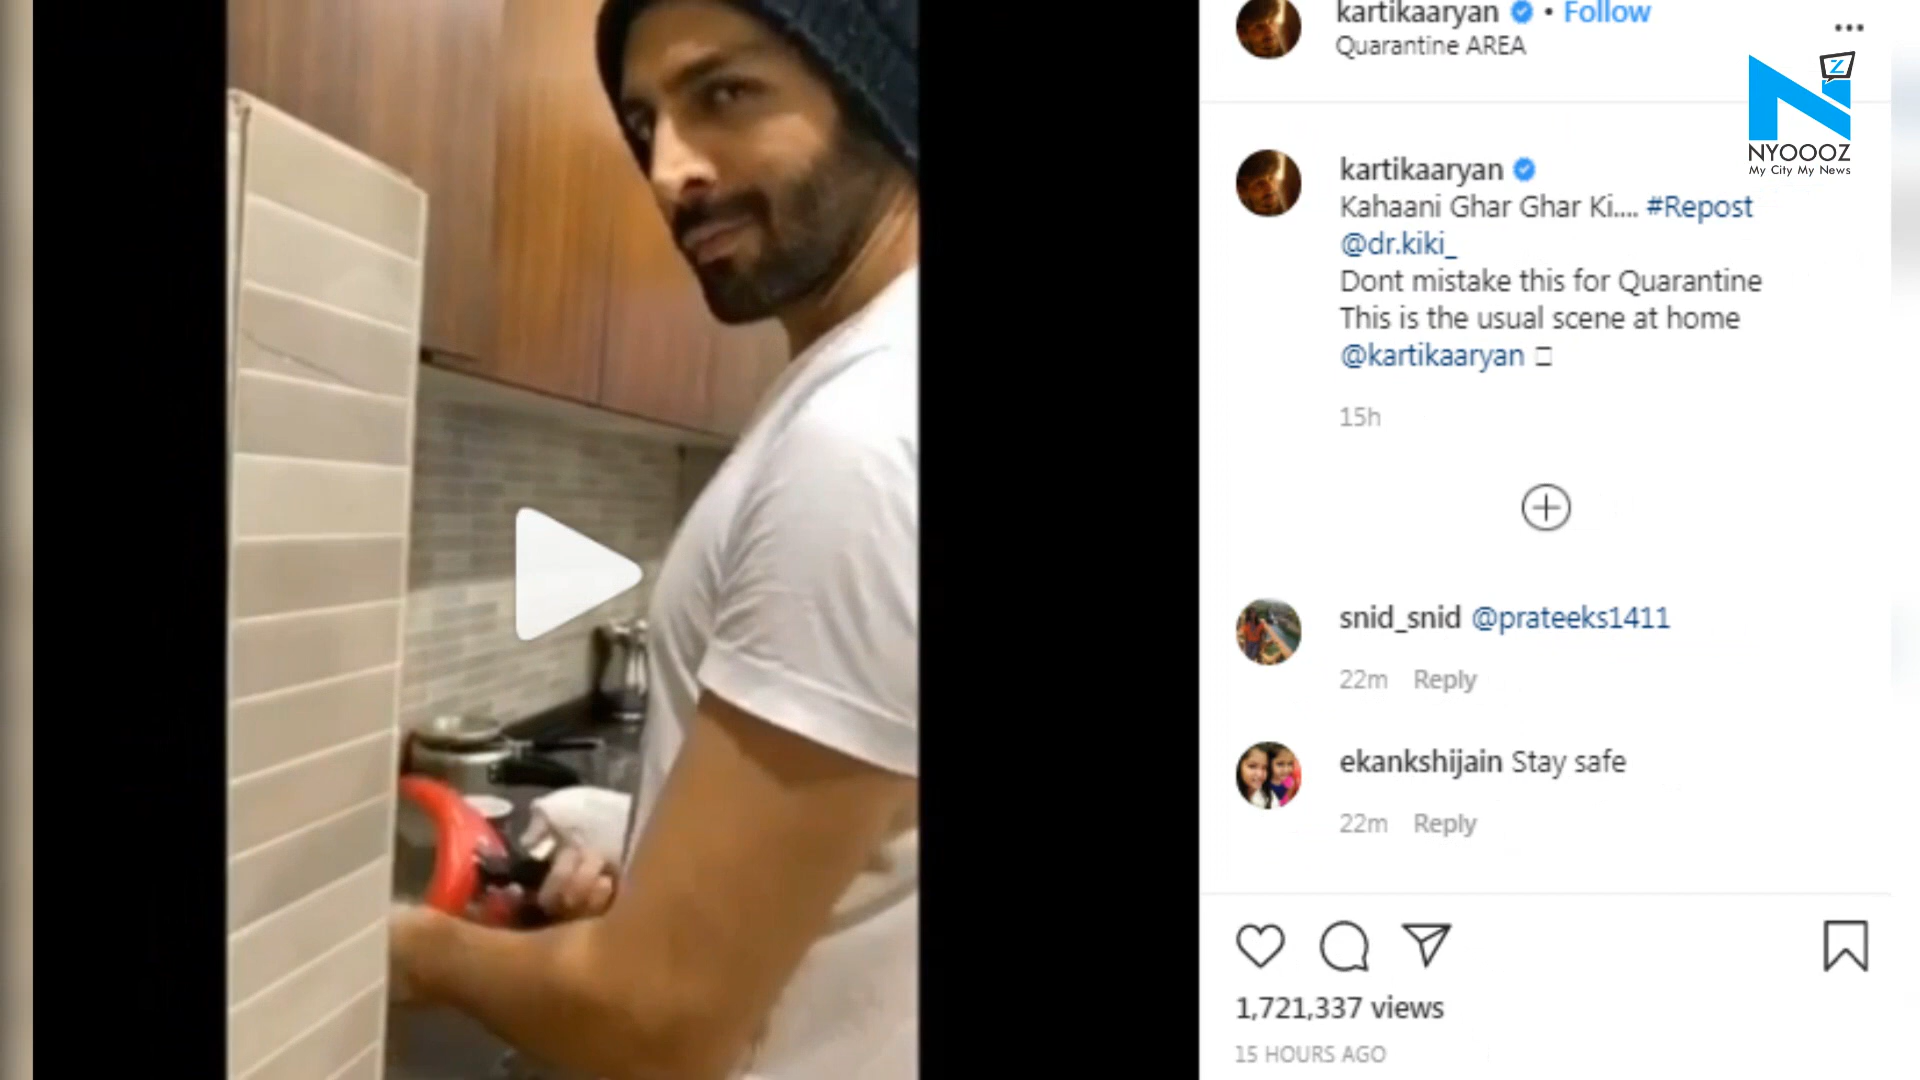 kartikaaryan • Follow
Quarantine AREA
...
Z
NYOOOZ
My City My News
kartikaaryan
Kahaani Ghar Ghar Ki.... #Repost
@dr.kiki_
Dont mistake this for Quarantine
This is the usual scene at home
@kartikaaryan
15h
snid_snid @prateeks1411
22m Reply
ekankshijain Stay safe
22m Reply
1,721,337 views
15 HOURS AGO